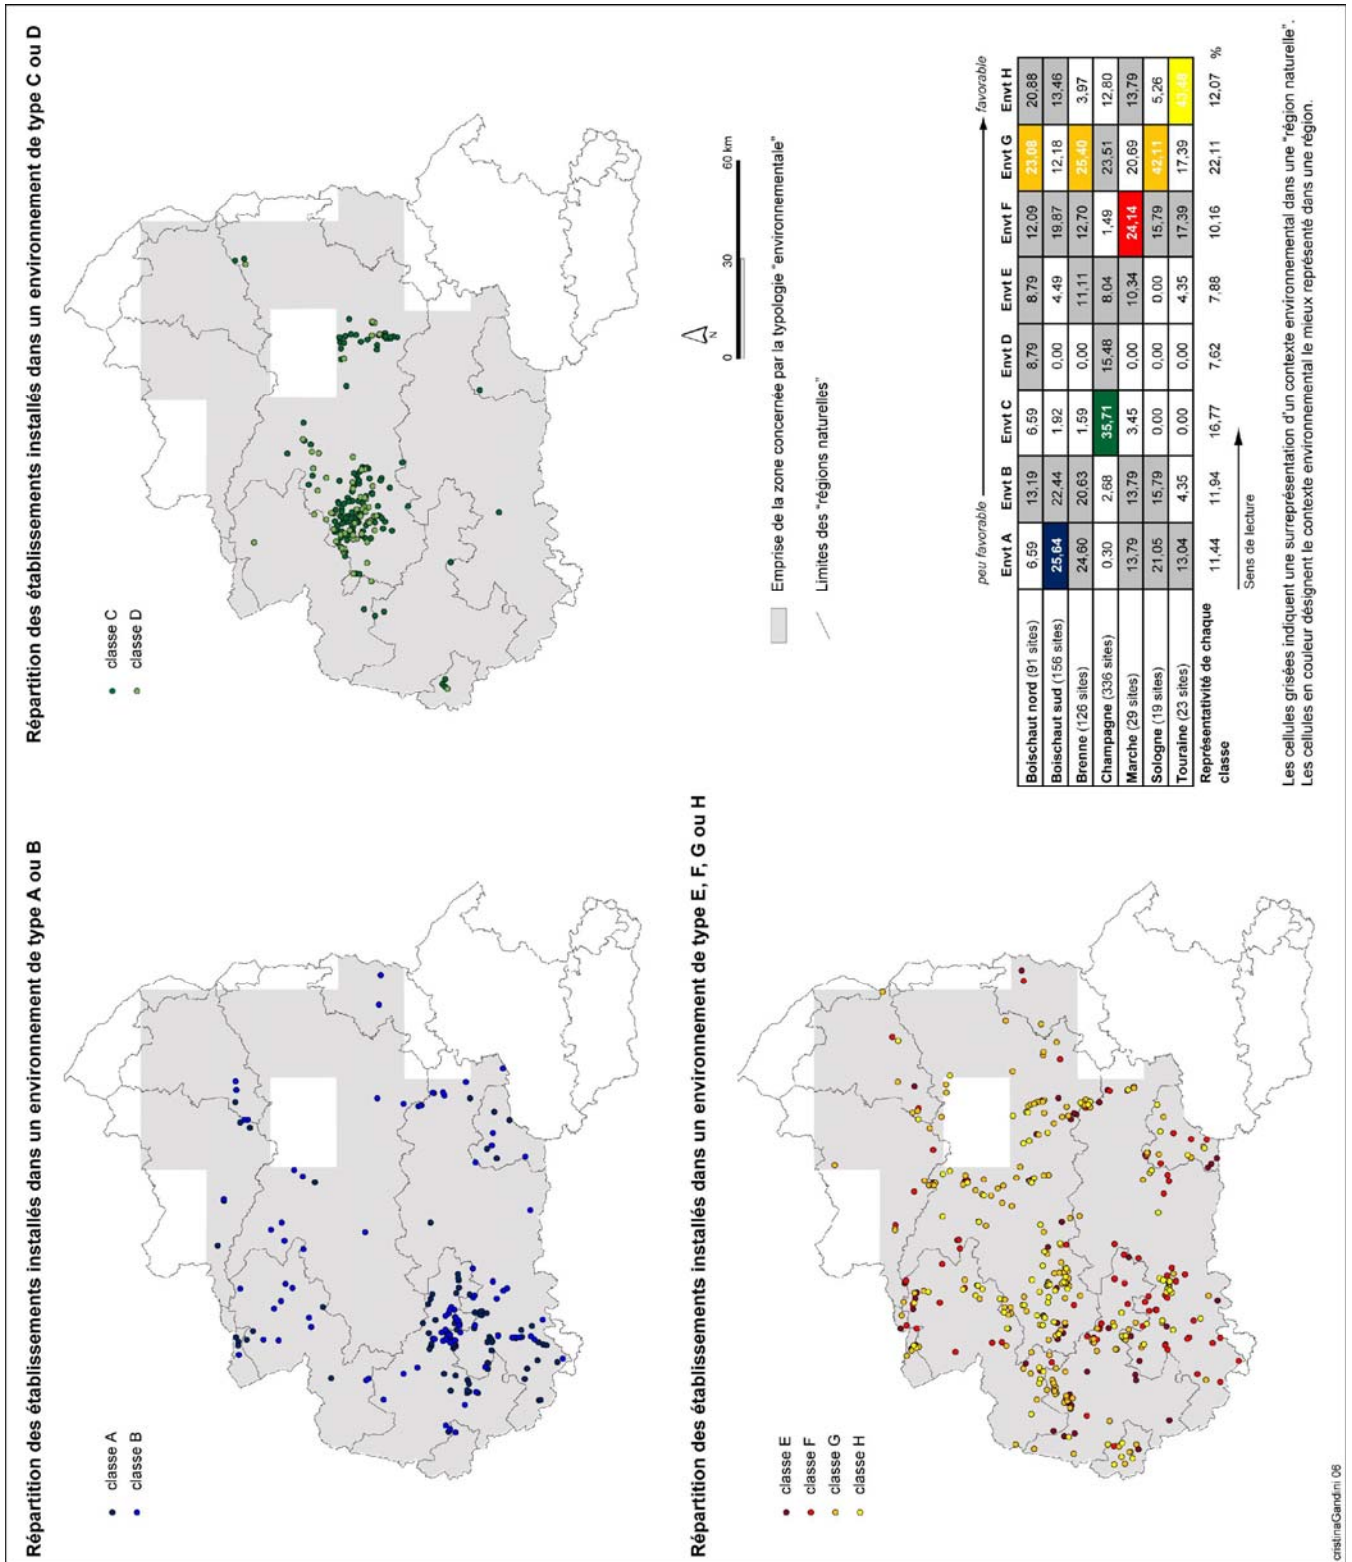 Répartition des établissements installés dans un environnement de type A ou B
classe A
classe B
Répartition des établissements installés dans un environnement de type C ou D
classe C
classe D
N
0 30 60 km
Emprise de la zone concernée par la typologie "environnementale"
Limites des "régions naturelles"
Répartition des établissements installés dans un environnement de type E, F, G ou H
classe E
classe F
classe G
classe H
peu favorable favorable
Envt A Envt B Envt C Envt D Envt E Envt F Envt G Envt H
Boischaut nord (91 sites) 6,59 13,19 6,59 8,79 8,79 12,09 23,08 20,88
Boischaut sud (156 sites) 25,64 22,44 1,92 0,00 4,49 19,87 12,18 13,46
Brenne (126 sites) 24,60 20,63 1,59 0,00 11,11 12,70 25,40 3,97
Champagne (336 sites) 0,30 2,68 35,71 15,48 8,04 1,49 23,51 12,80
Marche (29 sites) 13,79 13,79 3,45 0,00 10,34 24,14 20,69 13,79
Sologne (19 sites) 21,05 15,79 0,00 0,00 0,00 15,79 42,11 5,26
Touraine (23 sites) 13,04 4,35 0,00 0,00 4,35 17,39 17,39 43,48
Représentativité de chaque classe 11,44 11,94 16,77 7,62 7,88 10,16 22,11 12,07 %
Sens de lecture
Les cellules grisées indiquent une surreprésentation d'un contexte environmental dans une "région naturelle".
Les cellules en couleur désignent le contexte environmental le mieux représenté dans une région.
cristinaGandini 06